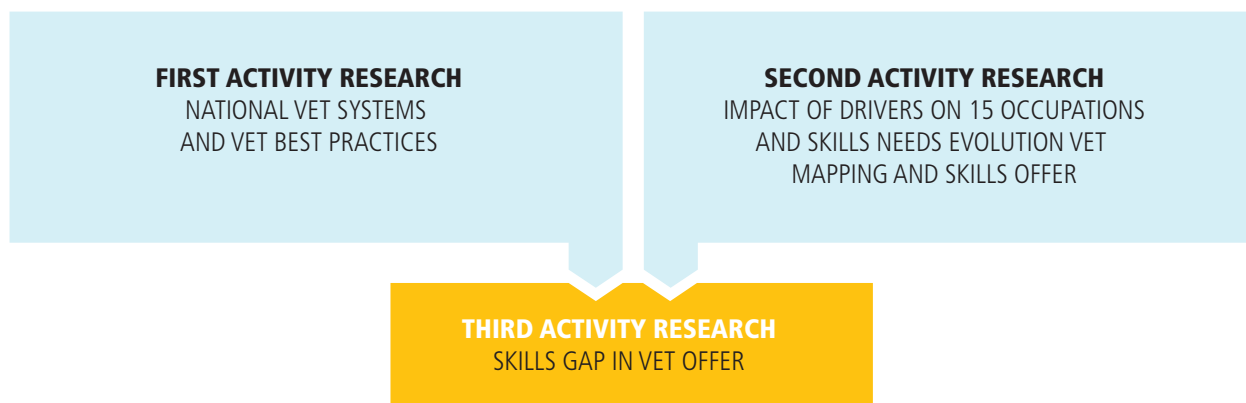 FIRST ACTIVITY RESEARCH
NATIONAL VET SYSTEMS
AND VET BEST PRACTICES
SECOND ACTIVITY RESEARCH
IMPACT OF DRIVERS ON 15 OCCUPATIONS
AND SKILLS NEEDS EVOLUTION VET
MAPPING AND SKILLS OFFER
THIRD ACTIVITY RESEARCH
SKILLS GAP IN VET OFFER